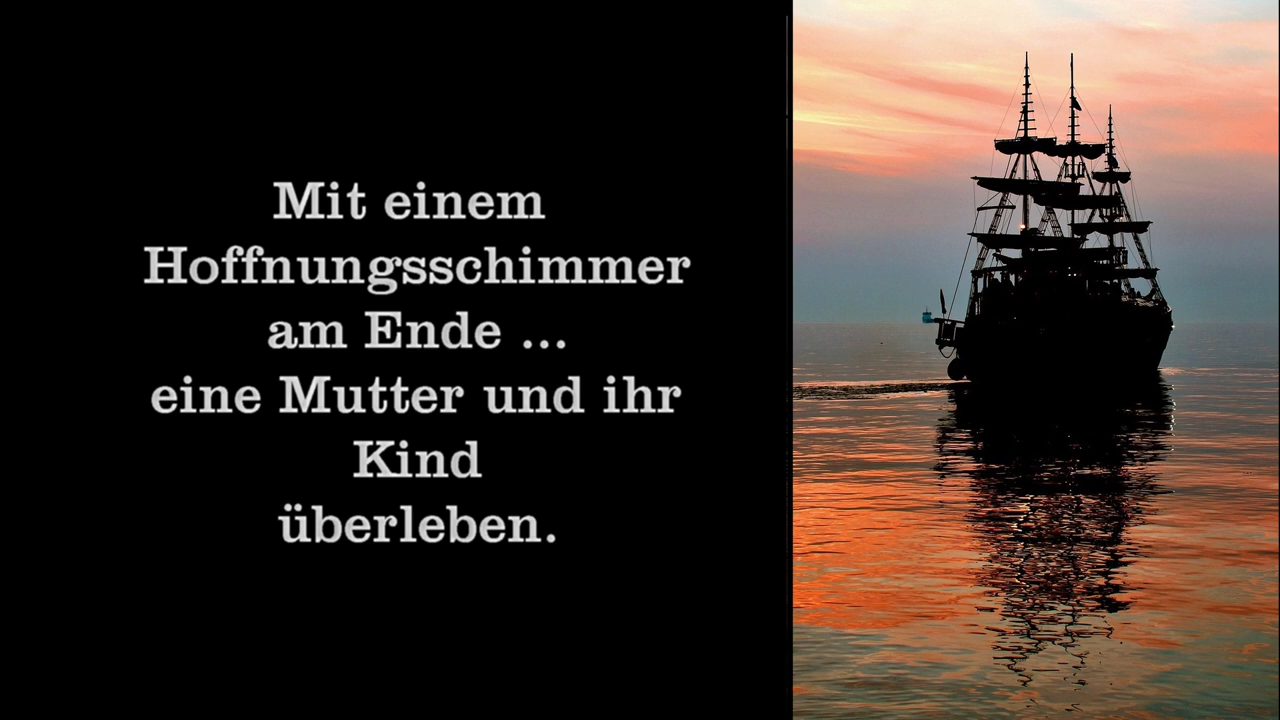 Mit einem
Hoffnungsschimmer
am Ende ...
eine Mutter und ihr
Kind
überleben.